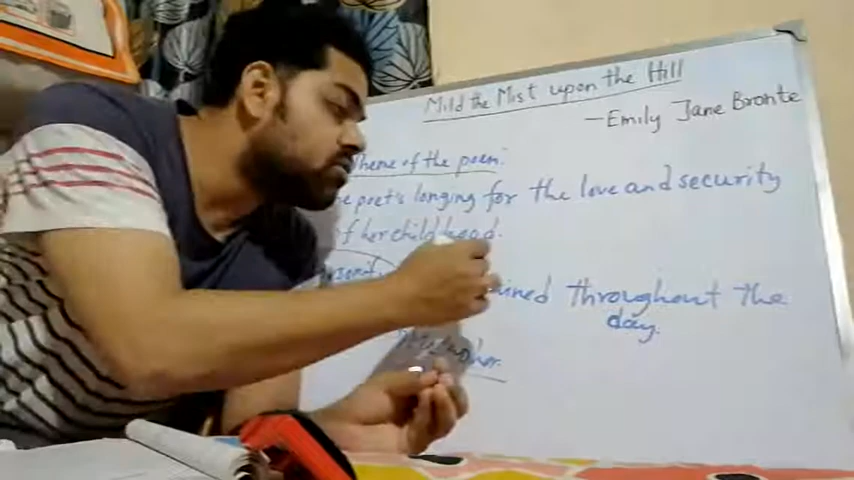 Mild the Mist upon the Hill
- Emily Jane Bronte
Theme of the poem:
poet's longing for the love and security
of her childhood.
ined throughout the
day.